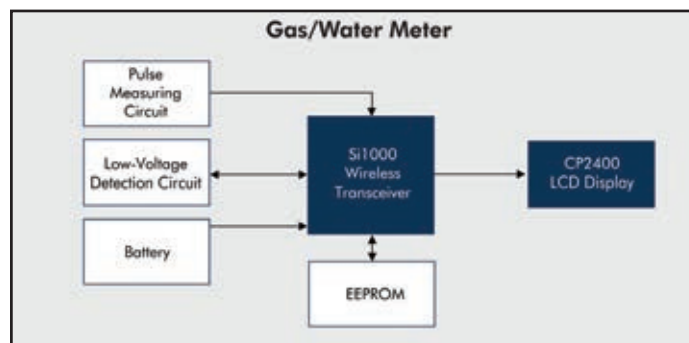 Gas/Water Meter
Pulse
Measuring
Circuit
Low-Voltage
Detection Circuit
Battery
Si1000
Wireless
Transceiver
EEPROM
CP2400
LCD Display